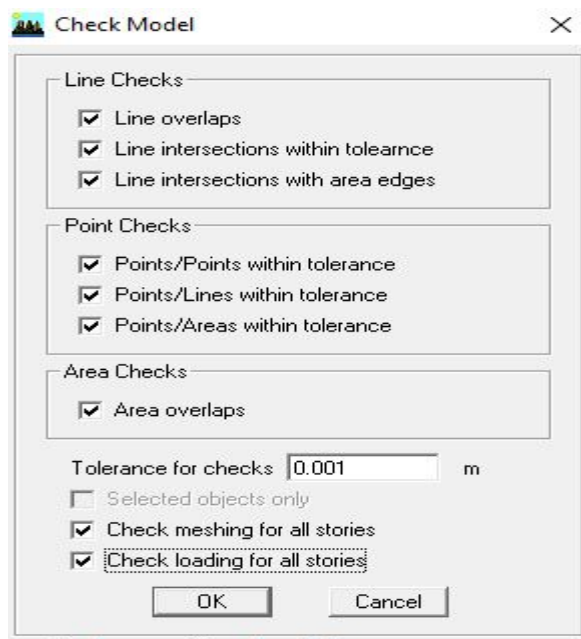 Check Model
Line Checks
Line overlaps
Line intersections within tolearnce
Line intersections with area edges
Point Checks
Points/Points within tolerance
Points/Lines within tolerance
Points/Areas within tolerance
Area Checks
Area overlaps
Tolerance for checks 0.001 m
Selected objects only
Check meshing for all stories
Check loading for all stories
OK Cancel